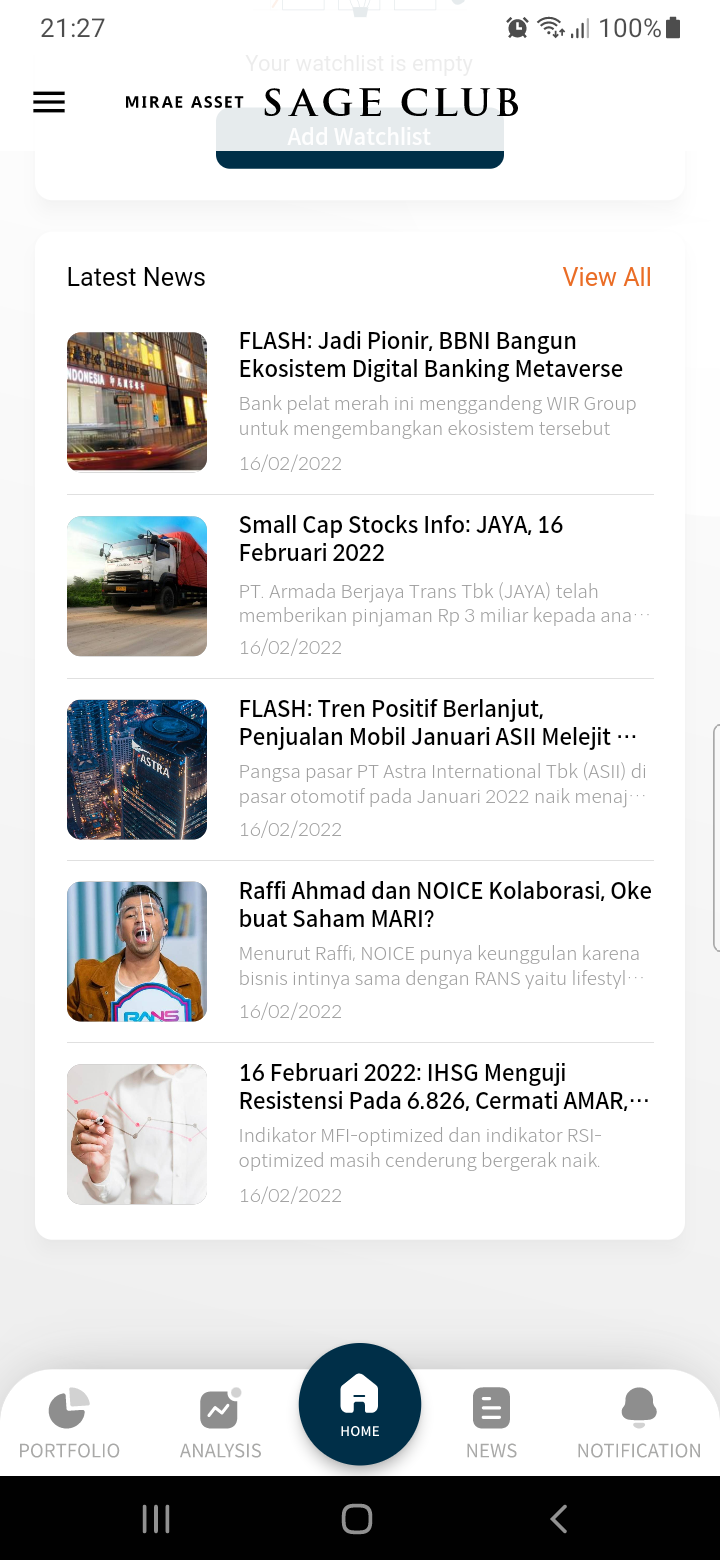 21:27
100%
Your watchlist is empty
MIRAE ASSET SAGE CLUB
Add Watchlist
Latest News
View All
FLASH: Jadi Pionir, BBNI Bangun
Ekosistem Digital Banking Metaverse
Bank pelat merah ini menggandeng WIR Group
untuk mengembangkan ekosistem tersebut
16/02/2022
INDONESIA
Small Cap Stocks Info: JAYA, 16
Februari 2022
PT. Armada Berjaya Trans Tbk (JAYA) telah
memberikan pinjaman Rp 3 miliar kepada ana…
16/02/2022
FLASH: Tren Positif Berlanjut,
Penjualan Mobil Januari ASII Melejit …
Pangsa pasar PT Astra International Tbk (ASII) di
pasar otomotif pada Januari 2022 naik menaj…
16/02/2022
ASTRA
Raffi Ahmad dan NOICE Kolaborasi, Oke
buat Saham MARI?
Menurut Raffi, NOICE punya keunggulan karena
bisnis intinya sama dengan RANS yaitu lifestyl…
16/02/2022
RANS
16 Februari 2022: IHSG Menguji
Resistensi Pada 6.826, Cermati AMAR,…
Indikator MFI-optimized dan indikator RSI-
optimized masih cenderung bergerak naik.
16/02/2022
PORTFOLIO
ANALYSIS
HOME
NEWS
NOTIFICATION